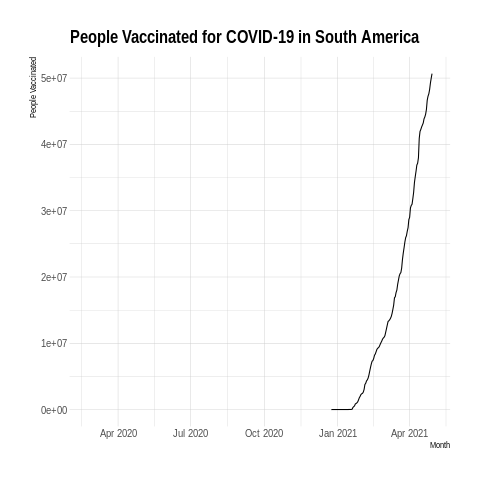 People Vaccinated for COVID-19 in South America
People Vaccinated
5e+07
4e+07
3e+07
2e+07
1e+07
0e+00
Apr 2020 Jul 2020 Oct 2020 Jan 2021 Apr 2021
Month